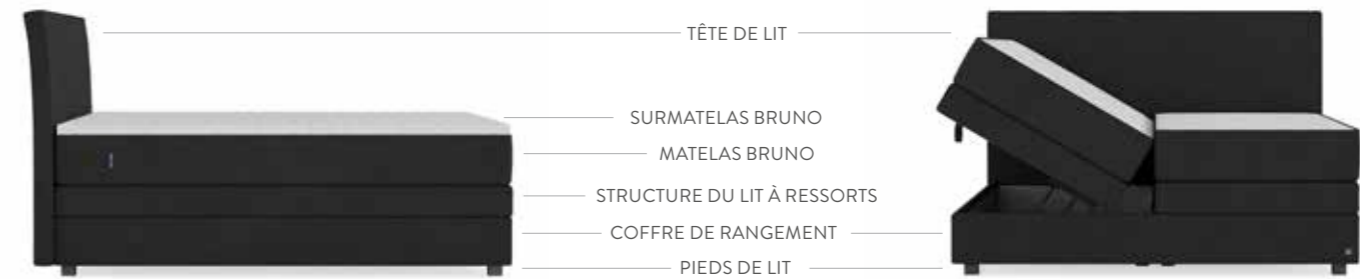 TÊTE DE LIT
SURMATELAS BRUNO
MATELAS BRUNO
STRUCTURE DU LIT À RESSORTS
COFFRE DE RANGEMENT
PIEDS DE LIT